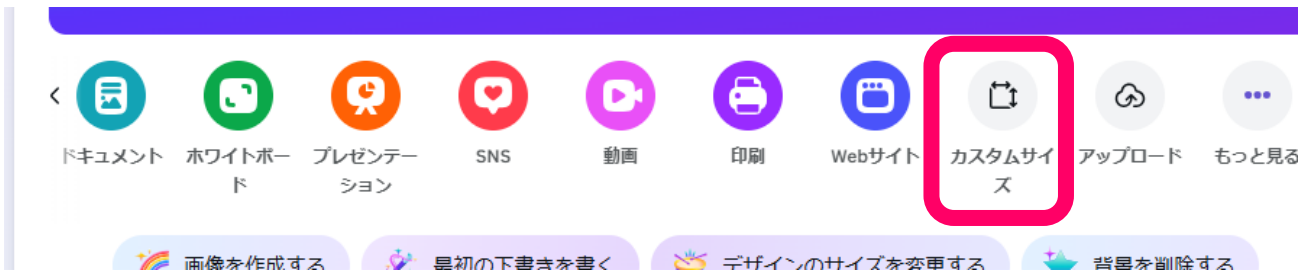 ドキュメント
ホワイトボー
ド
プレゼンテー
ション
SNS
動画
印刷
Webサイト
カスタムサイ
ズ
アップロード
もっと見る
画像を作成する
最初の下書きを書く
デザインのサイズを変更する
背景を削除する